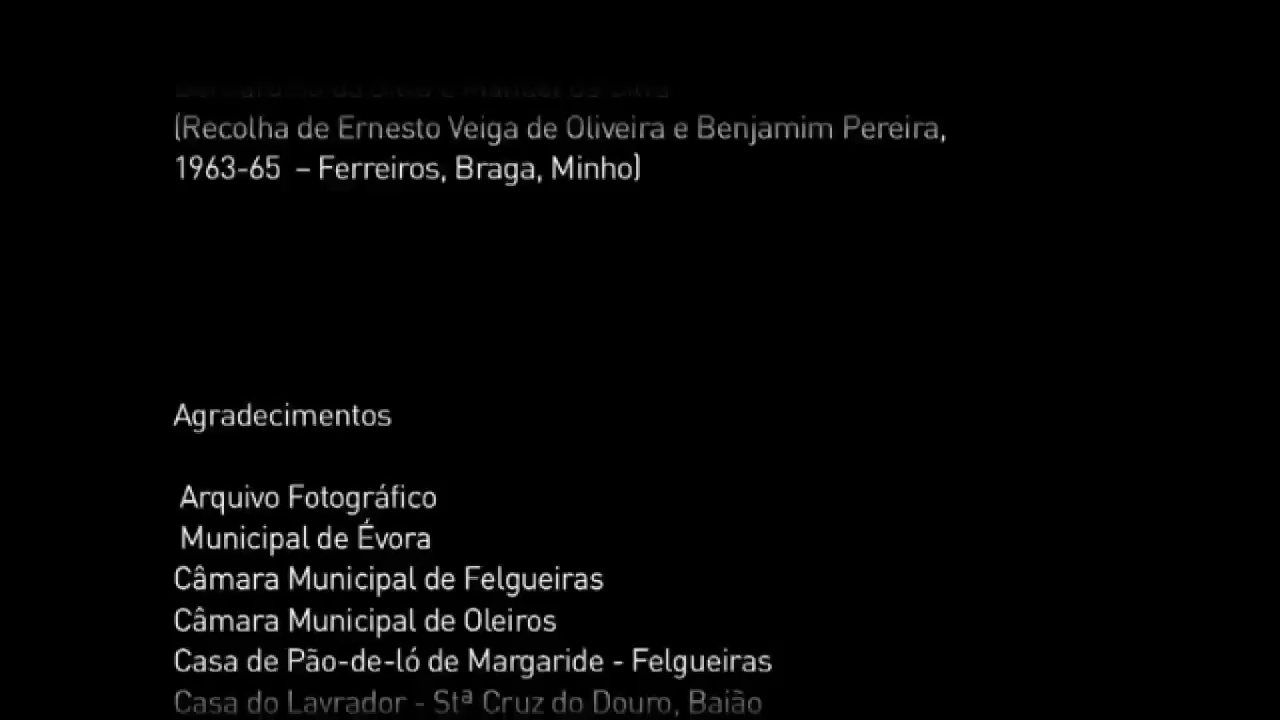 (Recolha de Ernesto Veiga de Oliveira e Benjamim Pereira,
1963-65 – Ferreiros, Braga, Minho)
Agradecimentos
Arquivo Fotográfico
Municipal de Évora
Câmara Municipal de Felgueiras
Câmara Municipal de Oleiros
Casa de Pão-de-ló de Margaride - Felgueiras
Casa do Lavrador - Stª Cruz do Douro, Baião